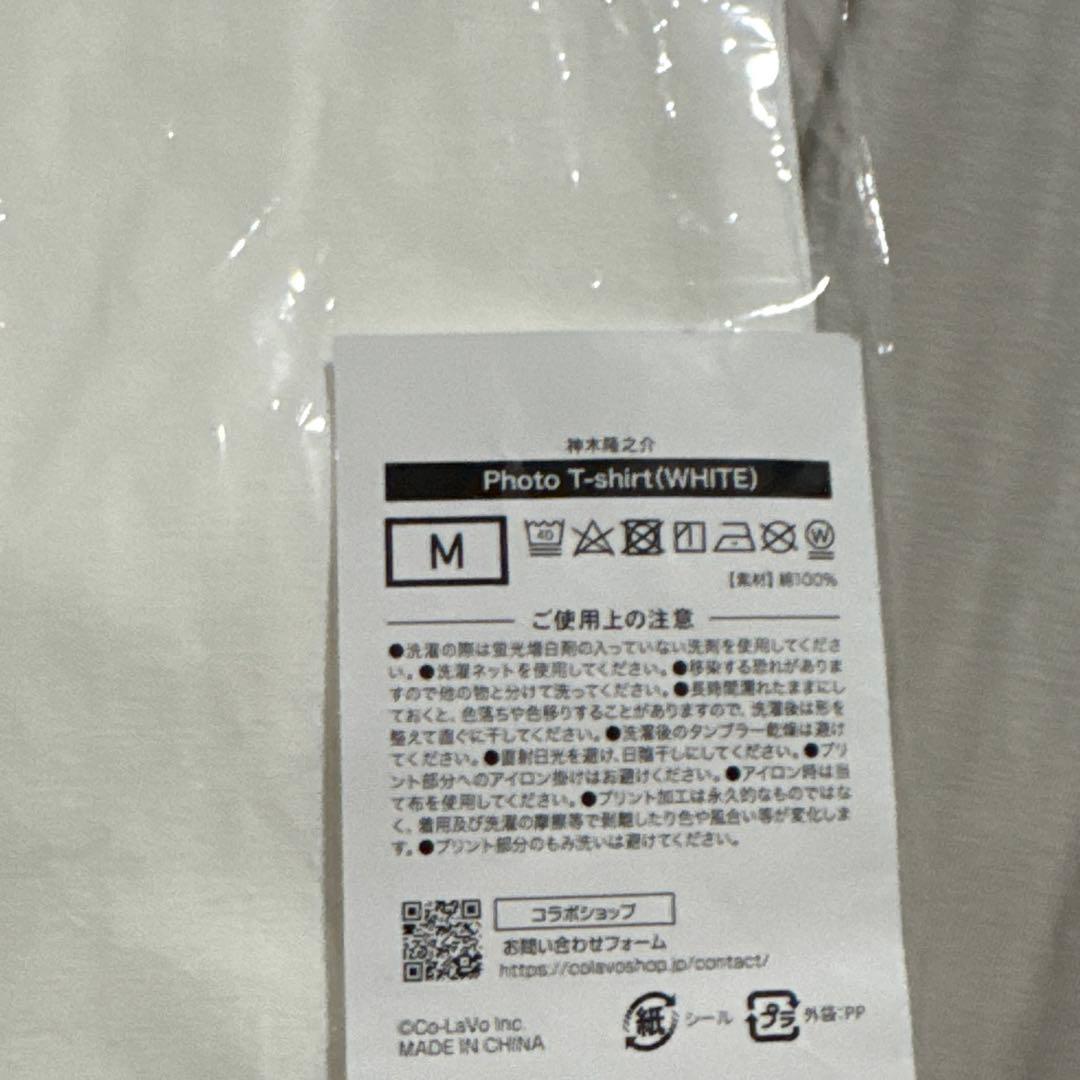 神木隆之介
Photo T-shirt(WHITE)
M
40
W
【素材】綿100%
ご使用上の注意
●洗濯の際は蛍光増白剤の入っていない洗剤を使用してくださ
い。●洗濯ネットを使用してください。●移染する恐れがありま
すので他の物と分けて洗ってください。●長時間濡れたままにし
ておくと、色落ちや色移りすることがありますので、洗濯後は形を
整えて直ぐに干してください。●洗濯後のタンブラー乾燥は避け
てください。●直射日光を避け、日陰干しにしてください。●プリ
ント部分へのアイロン掛けはお避けください。●アイロン時は当
て布を使用してください。●プリント加工は永久的なものではな
く、着用及び洗濯の摩擦等で剥離したり色や風合い等が変化しま
す。●プリント部分のもみ洗いは避けてください。
コラボショップ
お問い合わせフォーム
https://colavoshop.jp/contact/
©Co-LaVo Inc.
MADE IN CHINA
紙 シール
プラ 外袋:PP